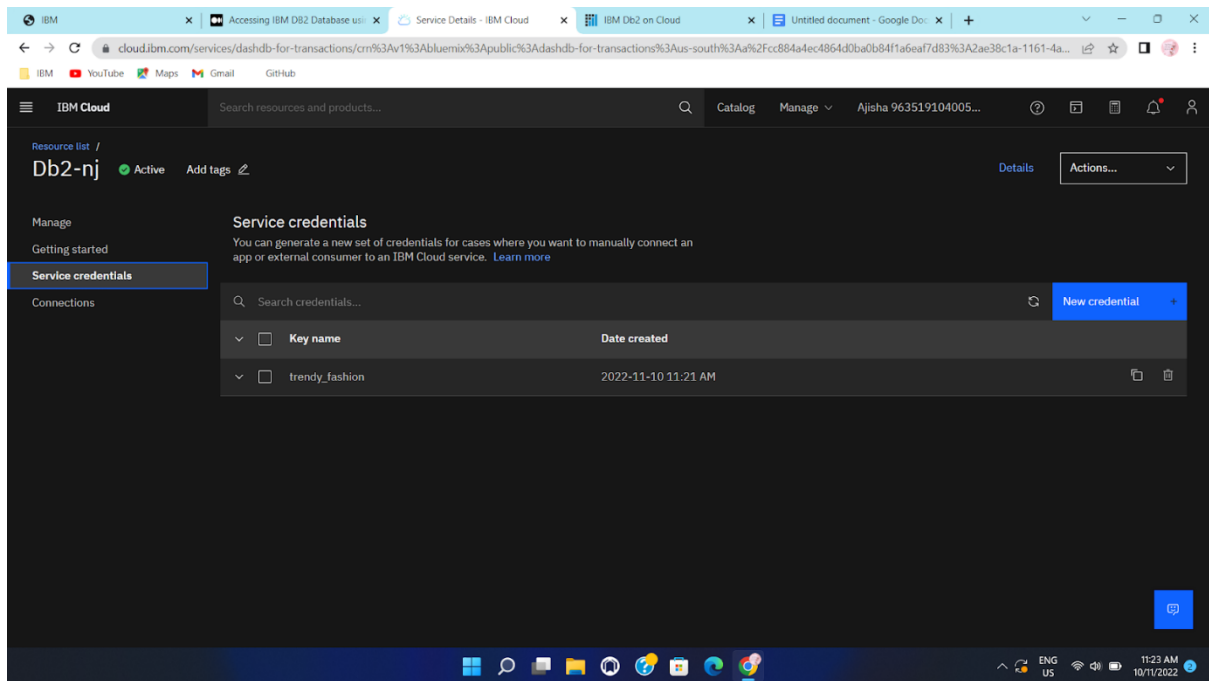 IBM
Accessing IBM DB2 Database usin
Service Details - IBM Cloud
IBM Db2 on Cloud
Untitled document - Google Doc
cloud.ibm.com/services/dashdb-for-transactions/crn%3Av1%3Abluemix%3Apublic%3Adashdb-for-transactions%3Aus-south%3Aa%2Fcc884a4ec4864d0ba0b84f1a6eaf7d83%3A2ae38c1a-1161-4a...
IBM YouTube Maps Gmail GitHub
IBM Cloud Search resources and products... Catalog Manage Ajisha 963519104005...
Resource list /
Db2-nj Active Add tags Details Actions...
Manage
Getting started
Service credentials
Connections
Service credentials
You can generate a new set of credentials for cases where you want to manually connect an
app or external consumer to an IBM Cloud service. Learn more
Search credentials... New credential +
Key name Date created
trendy_fashion 2022-11-10 11:21 AM
ENG
US
11:23 AM
10/11/2022
2